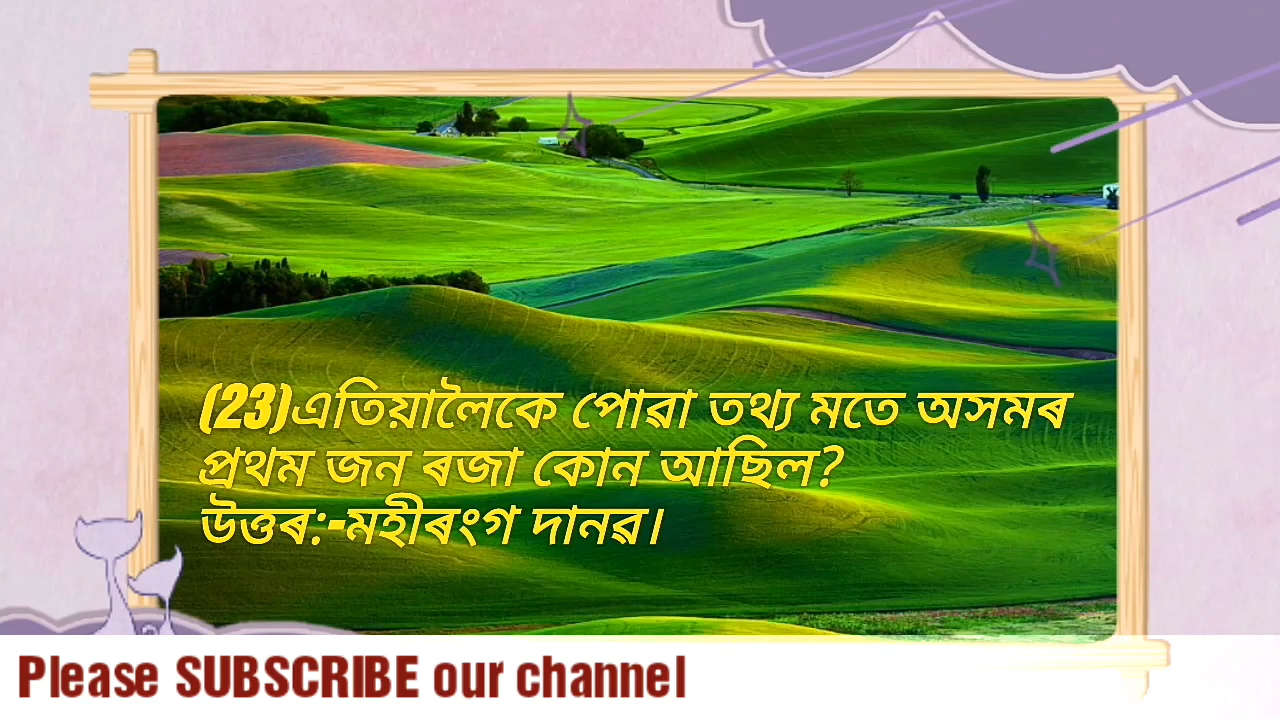 (23)এতিয়ালৈকে পোৱা তথ্য মতে অসমৰ
প্ৰথম জন ৰজা কোন আছিল?
উত্তৰ:-মহীৰংগ দানৱ।
Please SUBSCRIBE our channel